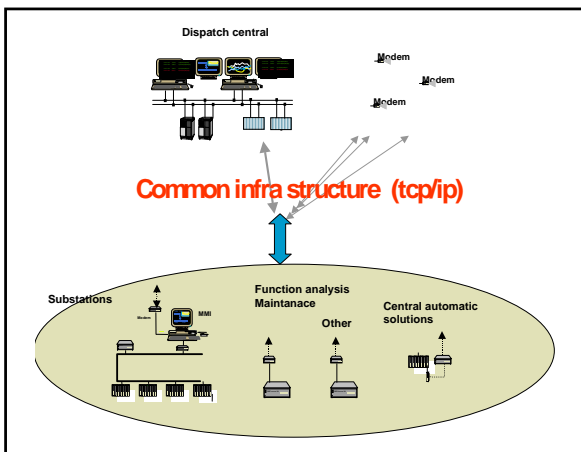 Dispatch central
Modem
Modem
Modem
Common infra structure (tcp/ip)
Substations
Modem
MMI
Function analysis
Maintanace
Other
Central automatic
solutions